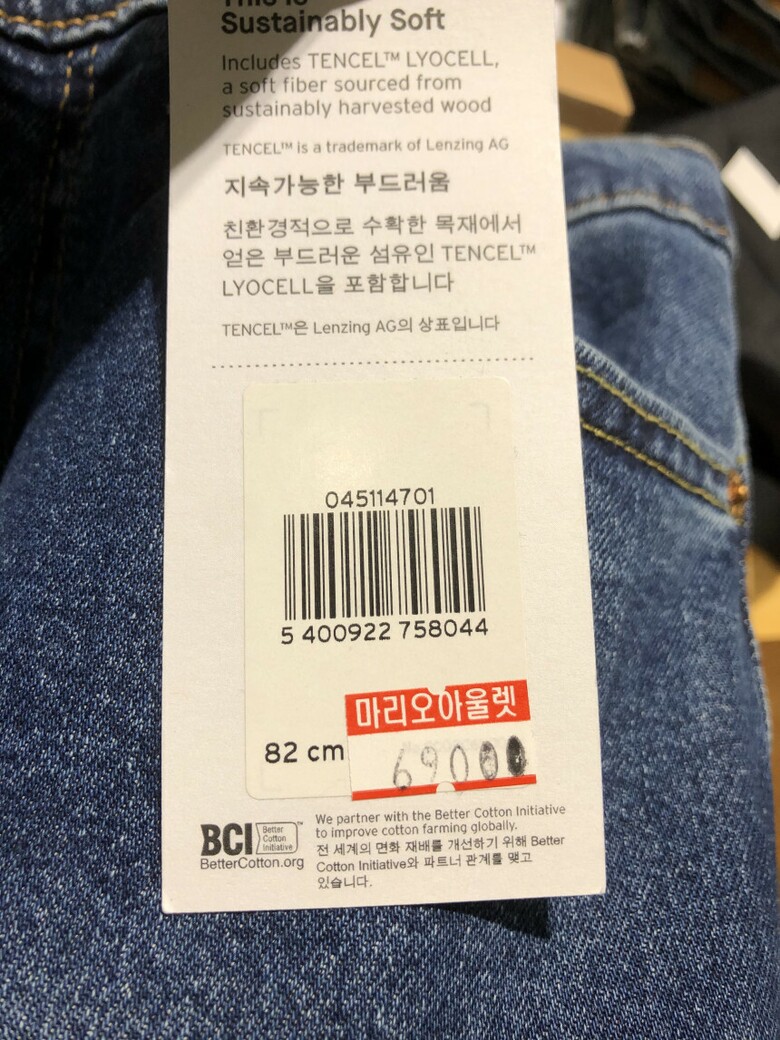 This is
Sustainably Soft
Includes TENCEL™ LYOCELL,
a soft fiber sourced from
sustainably harvested wood
TENCEL™ is a trademark of Lenzing AG
지속가능한 부드러움
친환경적으로 수확한 목재에서
얻은 부드러운 섬유인 TENCEL™
LYOCELL을 포함합니다
TENCEL™은 Lenzing AG의 상표입니다
045114701
5 400922 758044
마리오아울렛
82 cm
69000
BCI
Better
Cotton
Initiative
™
BetterCotton.org
We partner with the Better Cotton Initiative
to improve cotton farming globally.
전 세계의 면화 재배를 개선하기 위해 Better
Cotton Initiative와 파트너 관계를 맺고
있습니다.